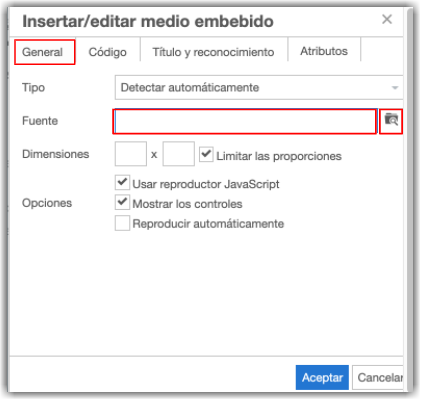 Insertar/editar medio embebido
General Código Título y reconocimiento Atributos
Tipo Detectar automáticamente
Fuente
Dimensiones x Limitar las proporciones
Usar reproductor JavaScript
Opciones Mostrar los controles
Reproducir automáticamente
Aceptar Cancelar